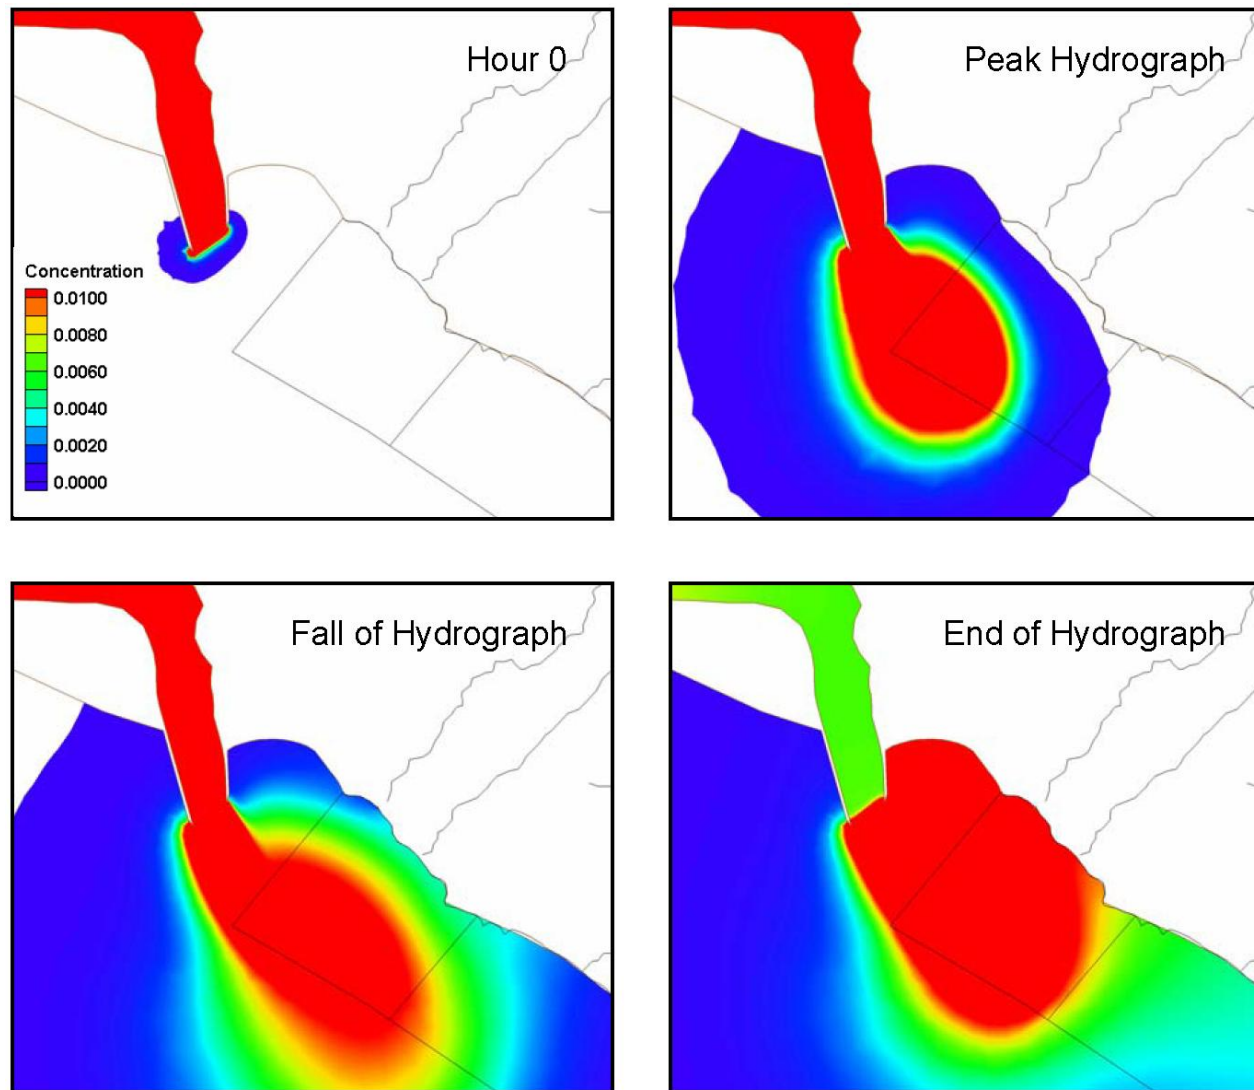 Hour 0
Peak Hydrograph
Concentration
0.0100
0.0080
0.0060
0.0040
0.0020
0.0000
Fall of Hydrograph
End of Hydrograph